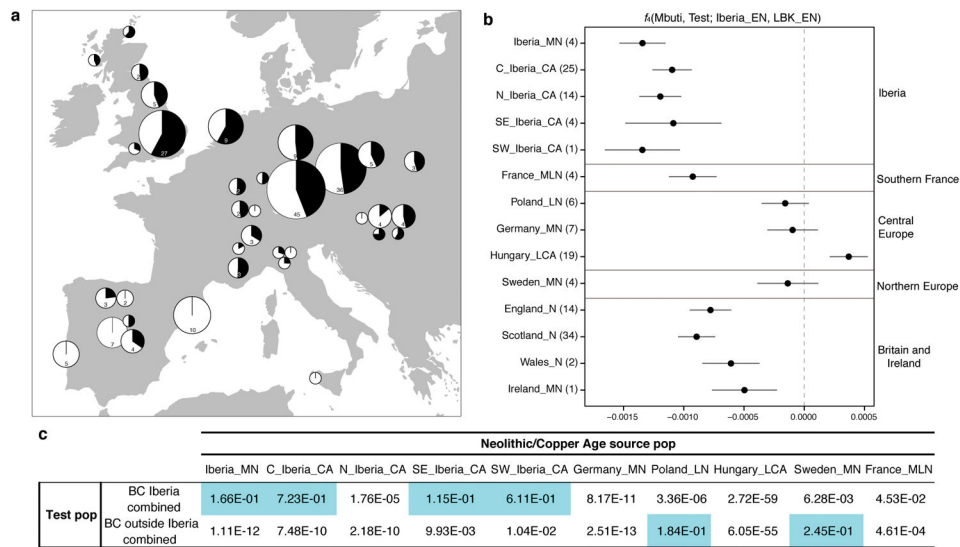 a
27
9
45
36
5
3
3
2
7
4
5
10
4
4
b
f4(Mbuti, Test; Iberia_EN, LBK_EN)
Iberia_MN (4)
C_Iberia_CA (25)
N_Iberia_CA (14)
SE_Iberia_CA (4)
SW_Iberia_CA (1)
Iberia
France_MLN (4)
Southern France
Poland_LN (6)
Germany_MN (7)
Hungary_LCA (19)
Central
Europe
Sweden_MN (4)
Northern Europe
England_N (14)
Scotland_N (34)
Wales_N (2)
Ireland_MN (1)
Britain and
Ireland
−0.0015 −0.0010 −0.0005 0.0000 0.0005
c
Neolithic/Copper Age source pop
Iberia_MN C_Iberia_CA N_Iberia_CA SE_Iberia_CA SW_Iberia_CA Germany_MN Poland_LN Hungary_LCA Sweden_MN France_MLN
Test pop
BC Iberia
combined
1.66E-01 7.23E-01 1.76E-05 1.15E-01 6.11E-01 8.17E-11 3.36E-06 2.72E-59 6.28E-03 4.53E-02
BC outside Iberia
combined
1.11E-12 7.48E-10 2.18E-10 9.93E-03 1.04E-02 2.51E-13 1.84E-01 6.05E-55 2.45E-01 4.61E-04